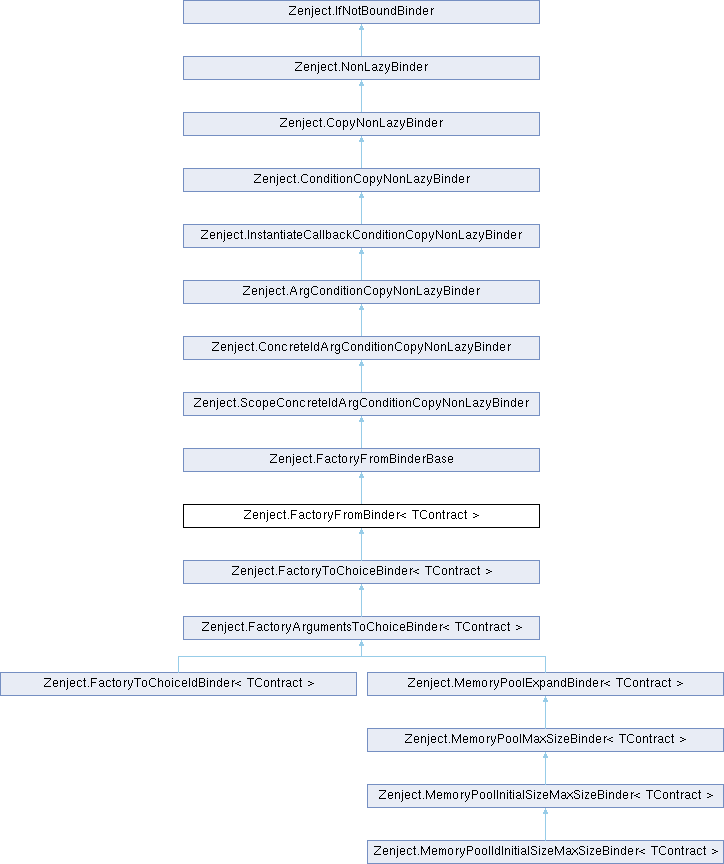 Zenject.IfNotBoundBinder
Zenject.NonLazyBinder
Zenject.CopyNonLazyBinder
Zenject.ConditionCopyNonLazyBinder
Zenject.InstantiateCallbackConditionCopyNonLazyBinder
Zenject.ArgConditionCopyNonLazyBinder
Zenject.ConcreteIdArgConditionCopyNonLazyBinder
Zenject.ScopeConcreteIdArgConditionCopyNonLazyBinder
Zenject.FactoryFromBinderBase
Zenject.FactoryFromBinder< TContract >
Zenject.FactoryToChoiceBinder< TContract >
Zenject.FactoryArgumentsToChoiceBinder< TContract >
Zenject.FactoryToChoiceIdBinder< TContract >
Zenject.MemoryPoolExpandBinder< TContract >
Zenject.MemoryPoolMaxSizeBinder< TContract >
Zenject.MemoryPoolInitialSizeMaxSizeBinder< TContract >
Zenject.MemoryPoolIdInitialSizeMaxSizeBinder< TContract >